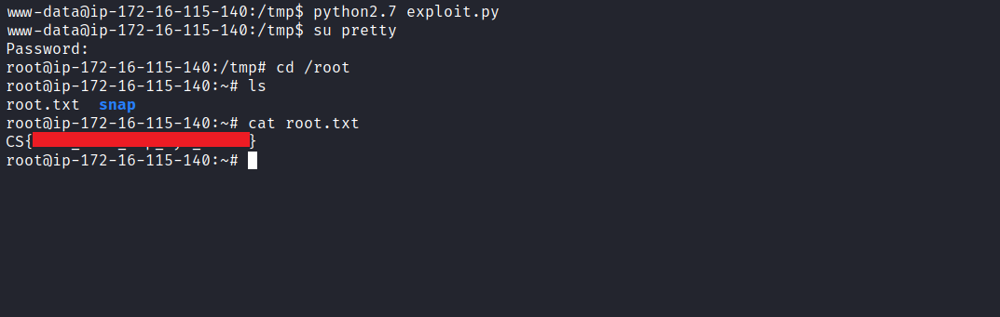 www-data@ip-172-16-115-140:/tmp$ python2.7 exploit.py
www-data@ip-172-16-115-140:/tmp$ su pretty
Password:
root@ip-172-16-115-140:/tmp# cd /root
root@ip-172-16-115-140:~# ls
root.txt snap
root@ip-172-16-115-140:~# cat root.txt
CS{ }
root@ip-172-16-115-140:~#